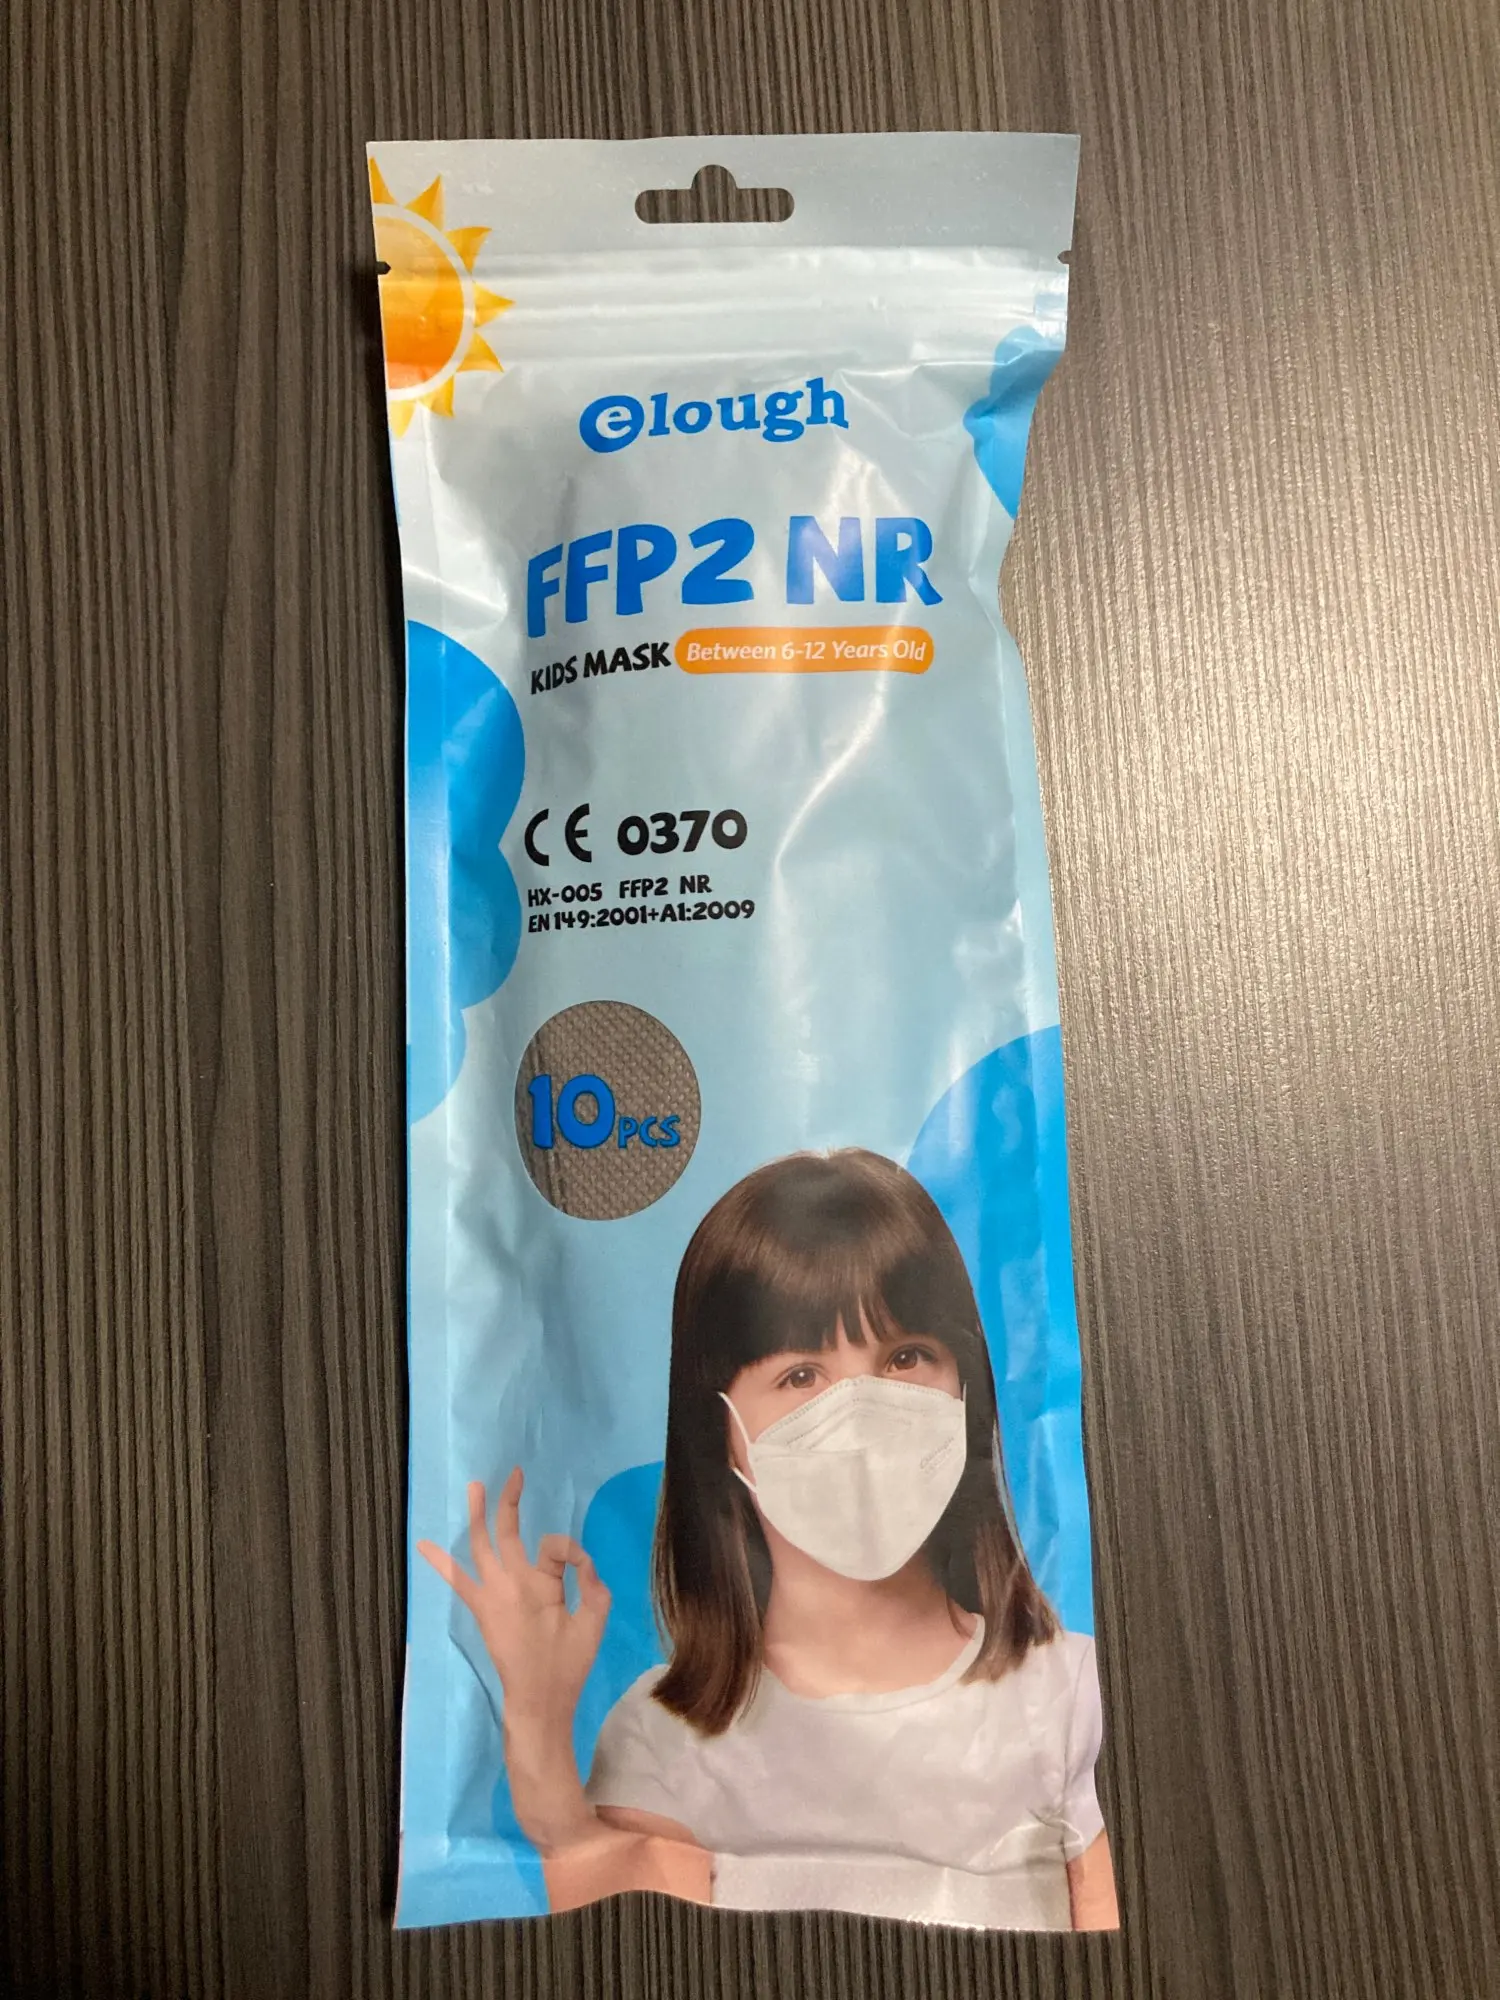 elough
FFP2 NR
KIDS MASK Between 6-12 Years Old
CE 0370
HX-005 FFP2 NR
EN 149:2001+A1:2009
10PCS